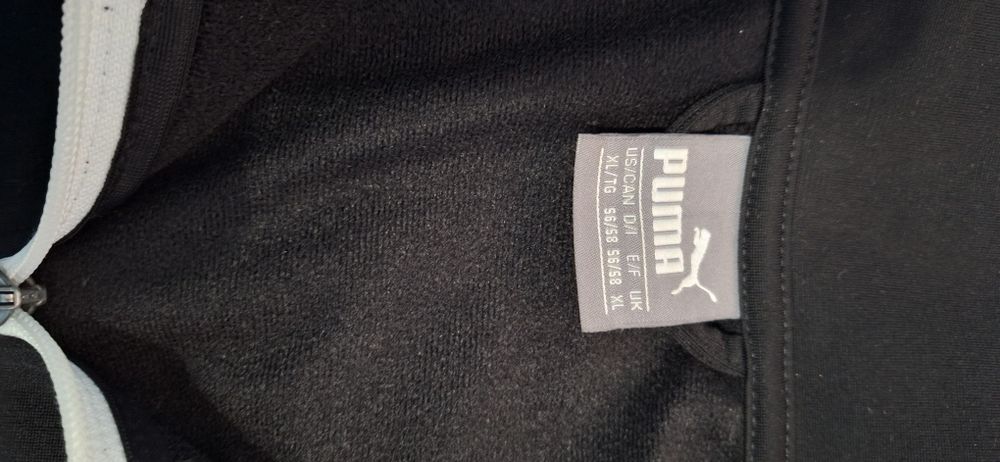 PUMA
US/CAN D/I E/F UK
XL/TG 56/58 56/58 XL